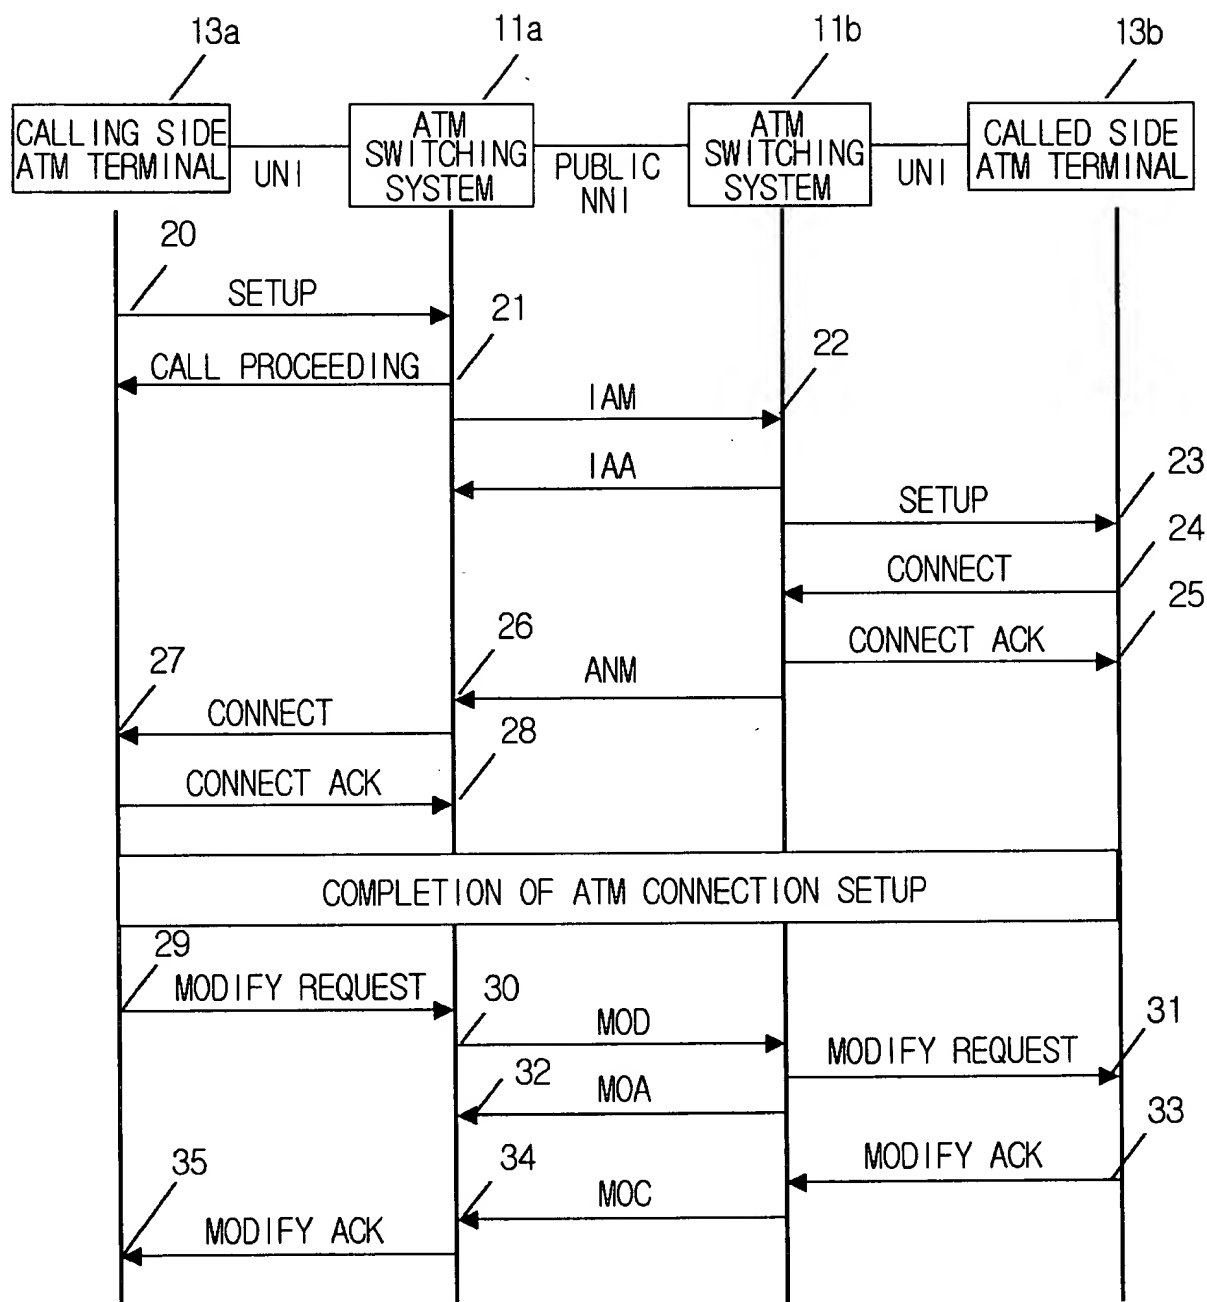 13a
11a
11b
13b
CALLING SIDE
ATM TERMINAL
UNI
ATM
SWITCHING
SYSTEM
PUBLIC
NNI
ATM
SWITCHING
SYSTEM
UNI
CALLED SIDE
ATM TERMINAL
20
SETUP
21
CALL PROCEEDING
22
IAM
IAA
23
SETUP
24
CONNECT
25
CONNECT ACK
26
ANM
27
CONNECT
28
CONNECT ACK
COMPLETION OF ATM CONNECTION SETUP
29
MODIFY REQUEST
30
MOD
31
MODIFY REQUEST
32
MOA
33
MODIFY ACK
34
MOC
35
MODIFY ACK